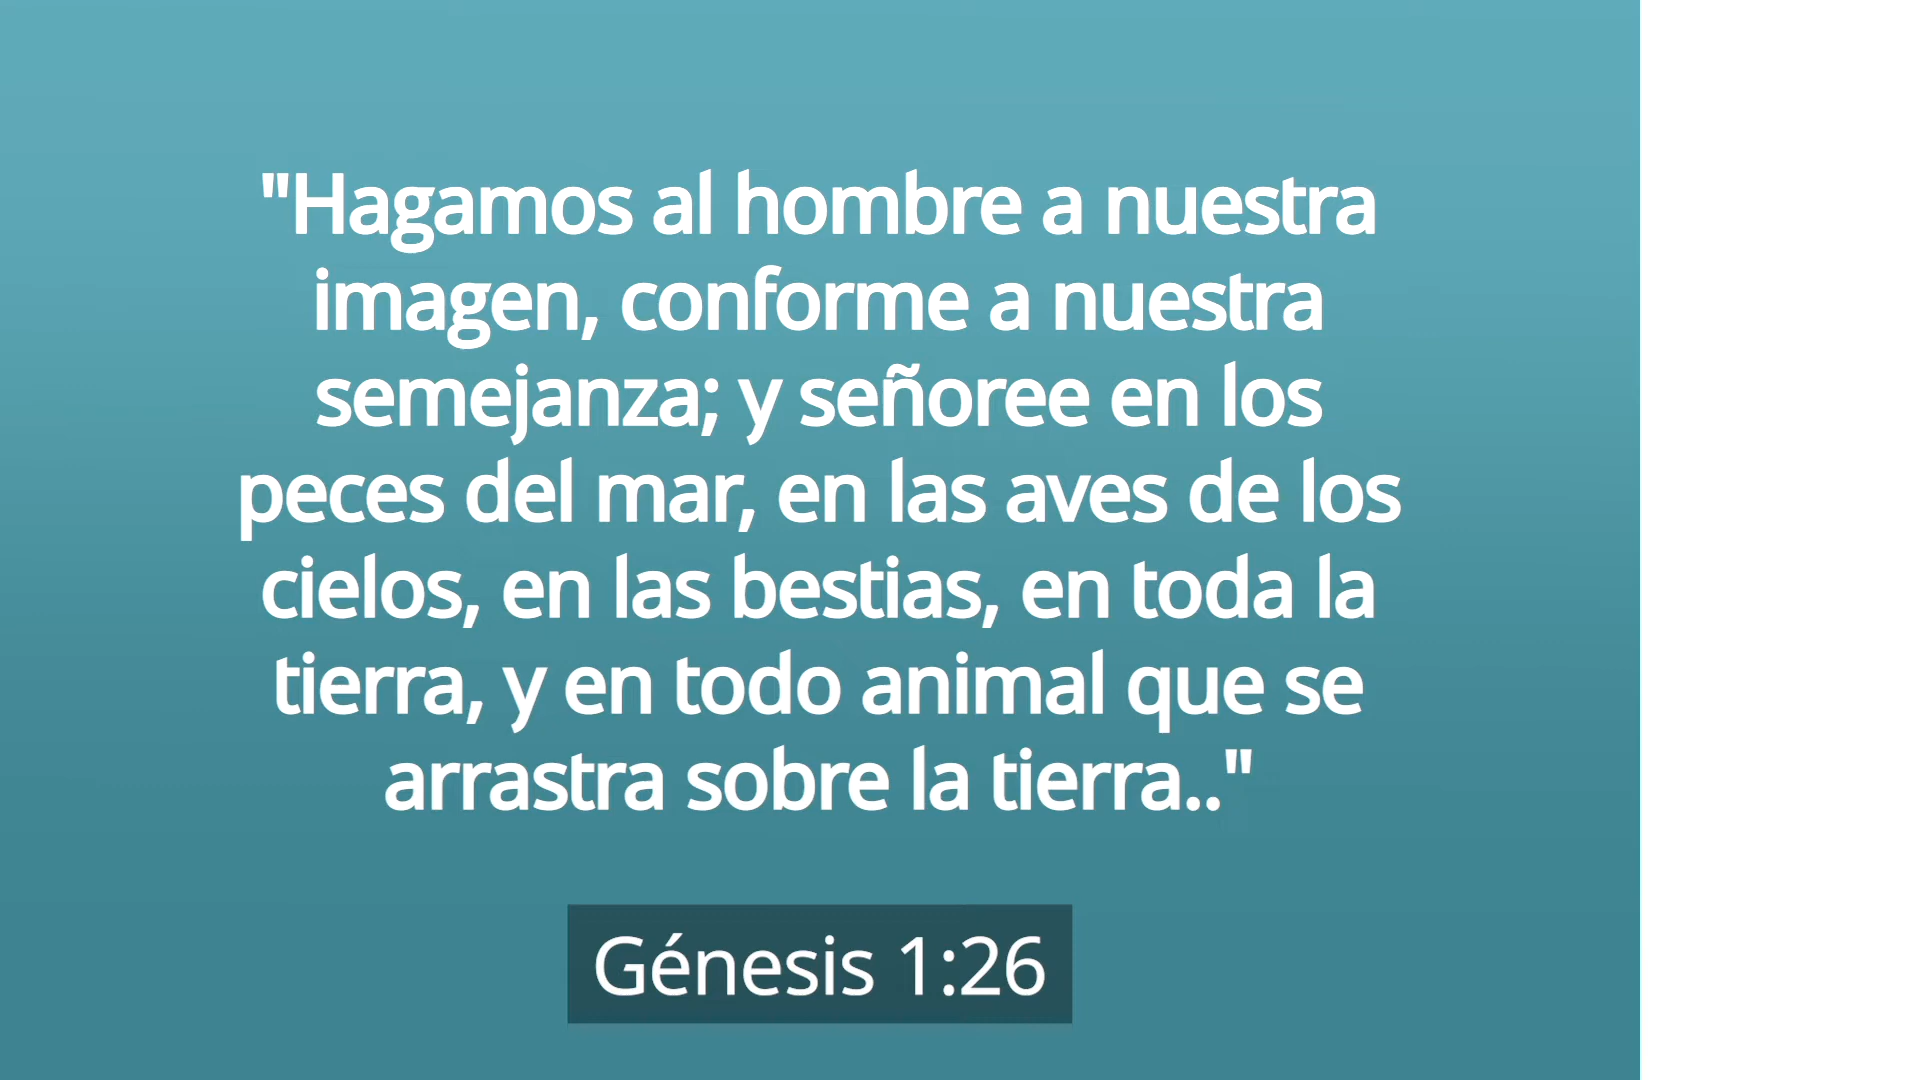 "Hagamos al hombre a nuestra
imagen, conforme a nuestra
semejanza; y señoree en los
peces del mar, en las aves de los
cielos, en las bestias, en toda la
tierra, y en todo animal que se
arrastra sobre la tierra.."
Génesis 1:26